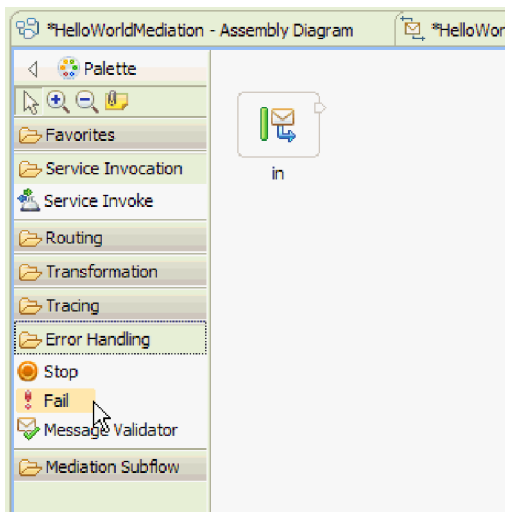 *HelloWorldMediation - Assembly Diagram
*HelloWor
Palette
Favorites
Service Invocation
Service Invoke
Routing
Transformation
Tracing
Error Handling
Stop
Fail
Message Validator
Mediation Subflow
in